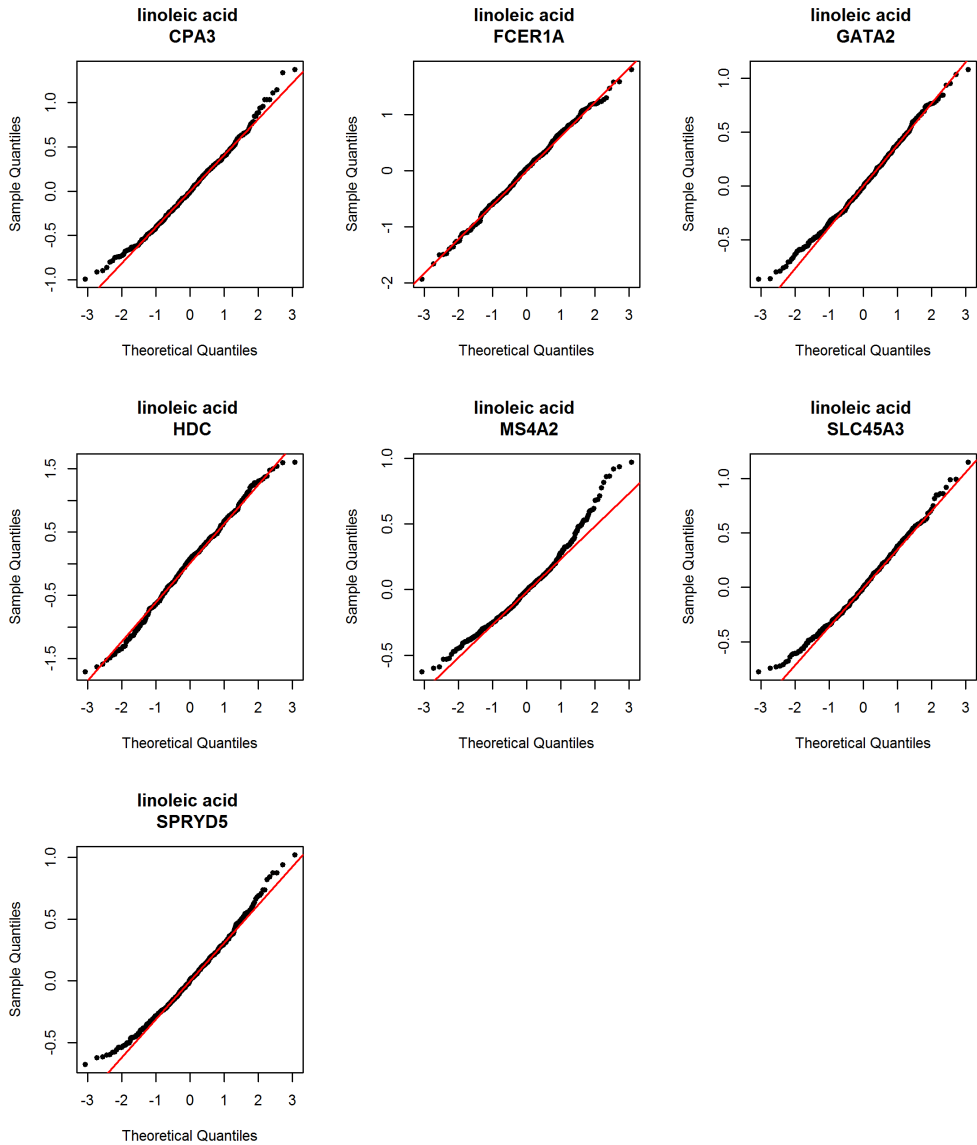 linoleic acid
CPA3
Sample Quantiles
-1.0
0.0
0.5
1.0
-3
-2
-1
0
1
2
3
Theoretical Quantiles
linoleic acid
FCER1A
Sample Quantiles
-2
-1
0
1
-3
-2
-1
0
1
2
3
Theoretical Quantiles
linoleic acid
GATA2
Sample Quantiles
-0.5
0.0
0.5
1.0
-3
-2
-1
0
1
2
3
Theoretical Quantiles
linoleic acid
HDC
Sample Quantiles
-1.5
-0.5
0.5
1.5
-3
-2
-1
0
1
2
3
Theoretical Quantiles
linoleic acid
MS4A2
Sample Quantiles
-0.5
0.0
0.5
1.0
-3
-2
-1
0
1
2
3
Theoretical Quantiles
linoleic acid
SLC45A3
Sample Quantiles
-0.5
0.0
0.5
1.0
-3
-2
-1
0
1
2
3
Theoretical Quantiles
linoleic acid
SPRYD5
Sample Quantiles
-0.5
0.0
0.5
1.0
-3
-2
-1
0
1
2
3
Theoretical Quantiles